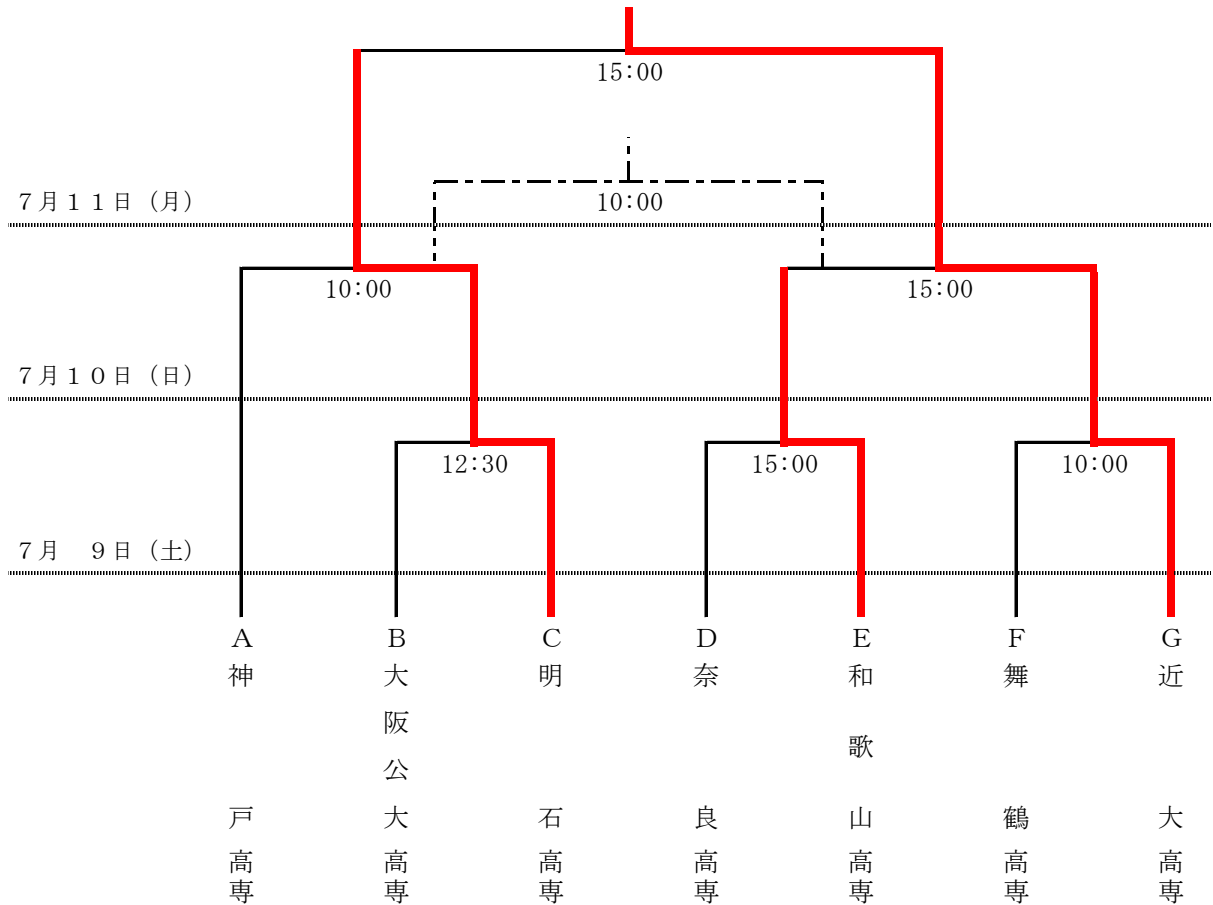 15:00
7月11日（月）
10:00
10:00
15:00
7月10日（日）
12:30
15:00
10:00
7月　9日（土）
A
神戸高専
B
大阪公大高専
C
明石高専
D
奈良高専
E
和歌山高専
F
舞鶴高専
G
近大高専